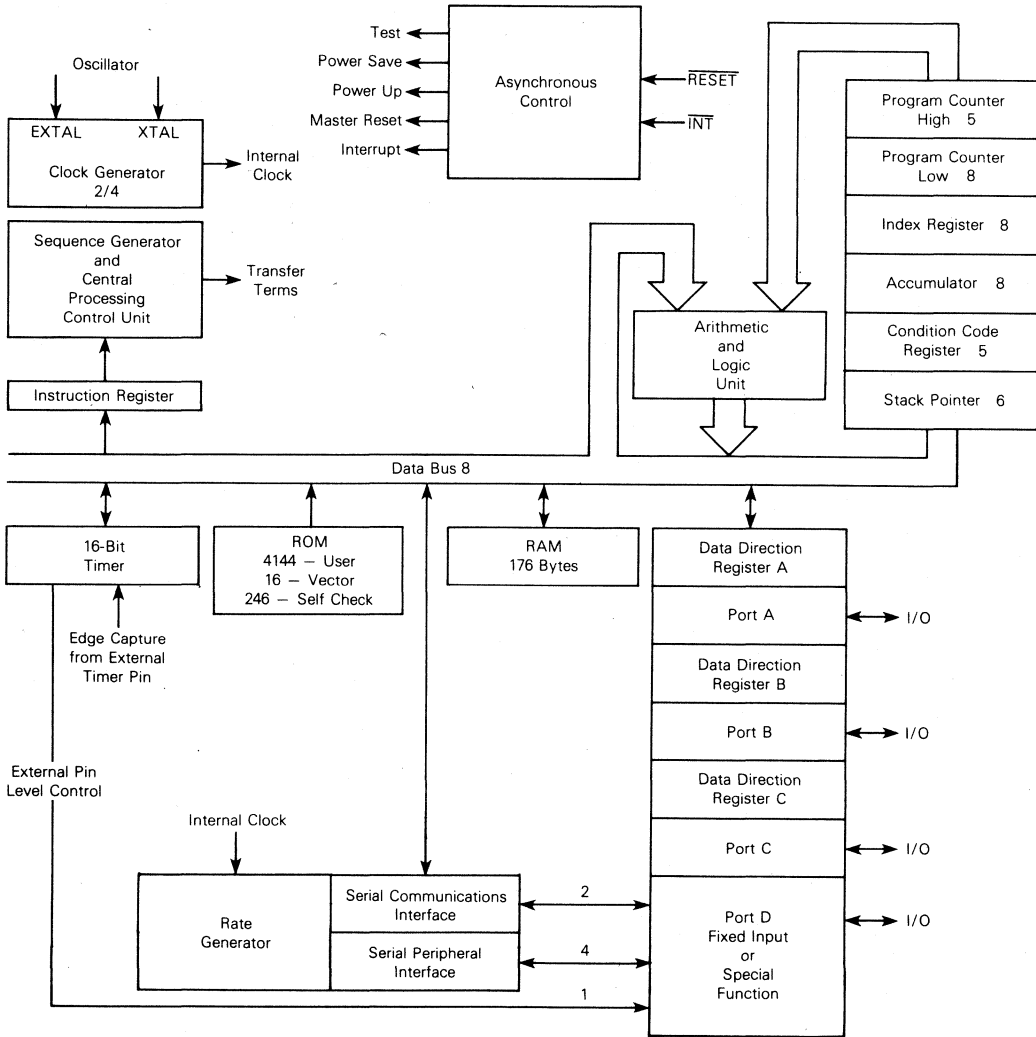 Oscillator
EXTAL XTAL
Clock Generator
2/4
Internal
Clock
Sequence Generator
and
Central
Processing
Control Unit
Transfer
Terms
Instruction Register
Test
Power Save
Power Up
Master Reset
Interrupt
Asynchronous
Control
RESET
INT
Program Counter
High 5
Program Counter
Low 8
Index Register 8
Accumulator 8
Condition Code
Register 5
Stack Pointer 6
Arithmetic
and
Logic
Unit
Data Bus 8
16-Bit
Timer
Edge Capture
from External
Timer Pin
ROM
4144 — User
16 — Vector
246 — Self Check
RAM
176 Bytes
Data Direction
Register A
Port A
I/O
Data Direction
Register B
Port B
I/O
Data Direction
Register C
Port C
I/O
Port D
Fixed Input
or
Special
Function
I/O
External Pin
Level Control
Internal Clock
Rate
Generator
Serial Communications
Interface
Serial Peripheral
Interface
2
4
1